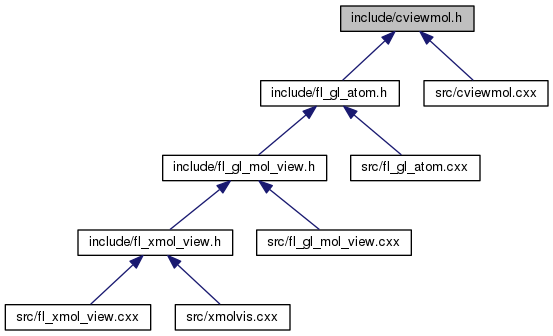 include/cviewmol.h
include/fl_gl_atom.h
src/cviewmol.cxx
include/fl_gl_mol_view.h
src/fl_gl_atom.cxx
include/fl_xmol_view.h
src/fl_gl_mol_view.cxx
src/fl_xmol_view.cxx
src/xmolvis.cxx